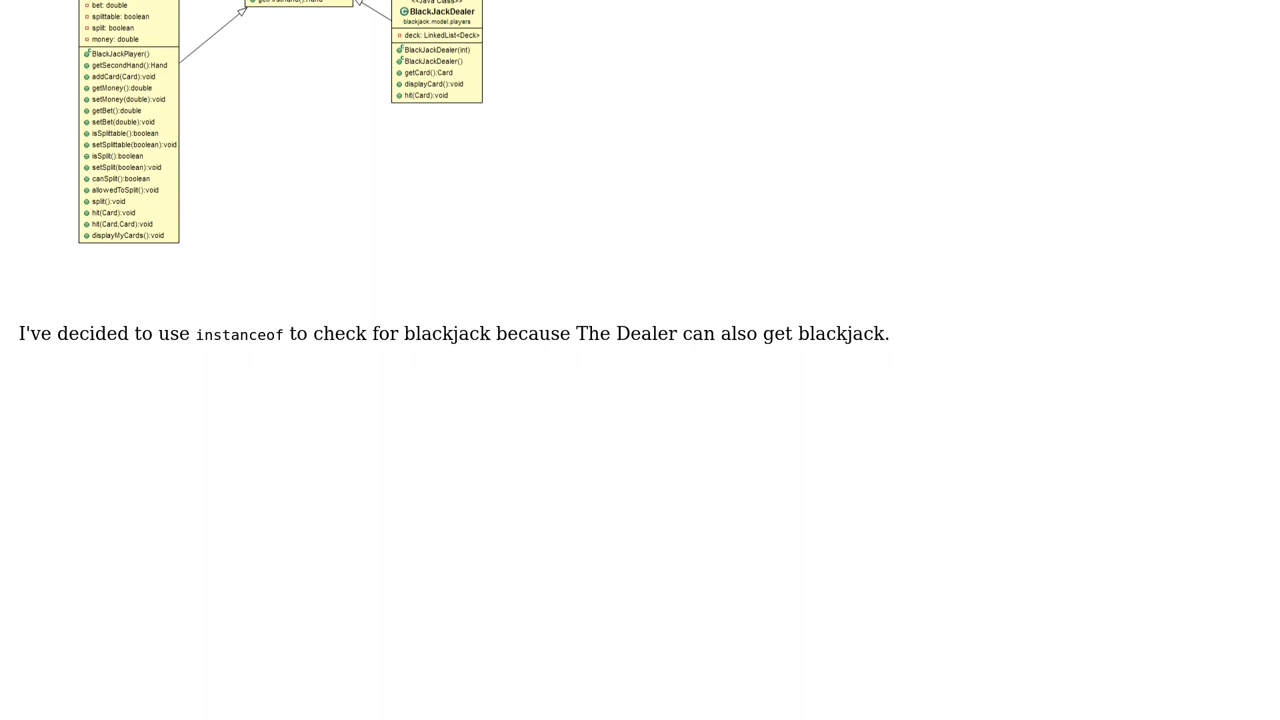 bet: double
splittable: boolean
split: boolean
money: double
BlackJackPlayer()
getSecondHand():Hand
addCard(Card):void
getMoney():double
setMoney(double):void
getBet():double
setBet(double):void
isSplittable():boolean
setSplittable(boolean):void
isSplit():boolean
setSplit(boolean):void
canSplit():boolean
allowedToSplit():void
split():void
hit(Card):void
hit(Card,Card):void
displayMyCards():void
<<Java Class>>
BlackJackDealer
blackjack.model.players
deck: LinkedList<Deck>
BlackJackDealer(int)
BlackJackDealer()
getCard():Card
displayCard():void
hit(Card):void
I've decided to use instanceof to check for blackjack because The Dealer can also get blackjack.